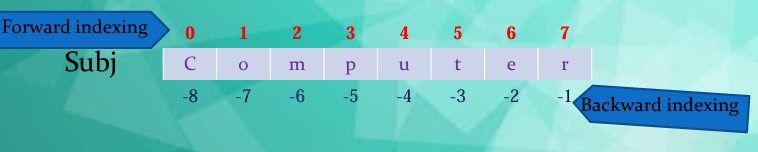 Forward indexing
0 1 2 3 4 5 6 7
Subj C o m p u t e r
-8 -7 -6 -5 -4 -3 -2 -1
Backward indexing